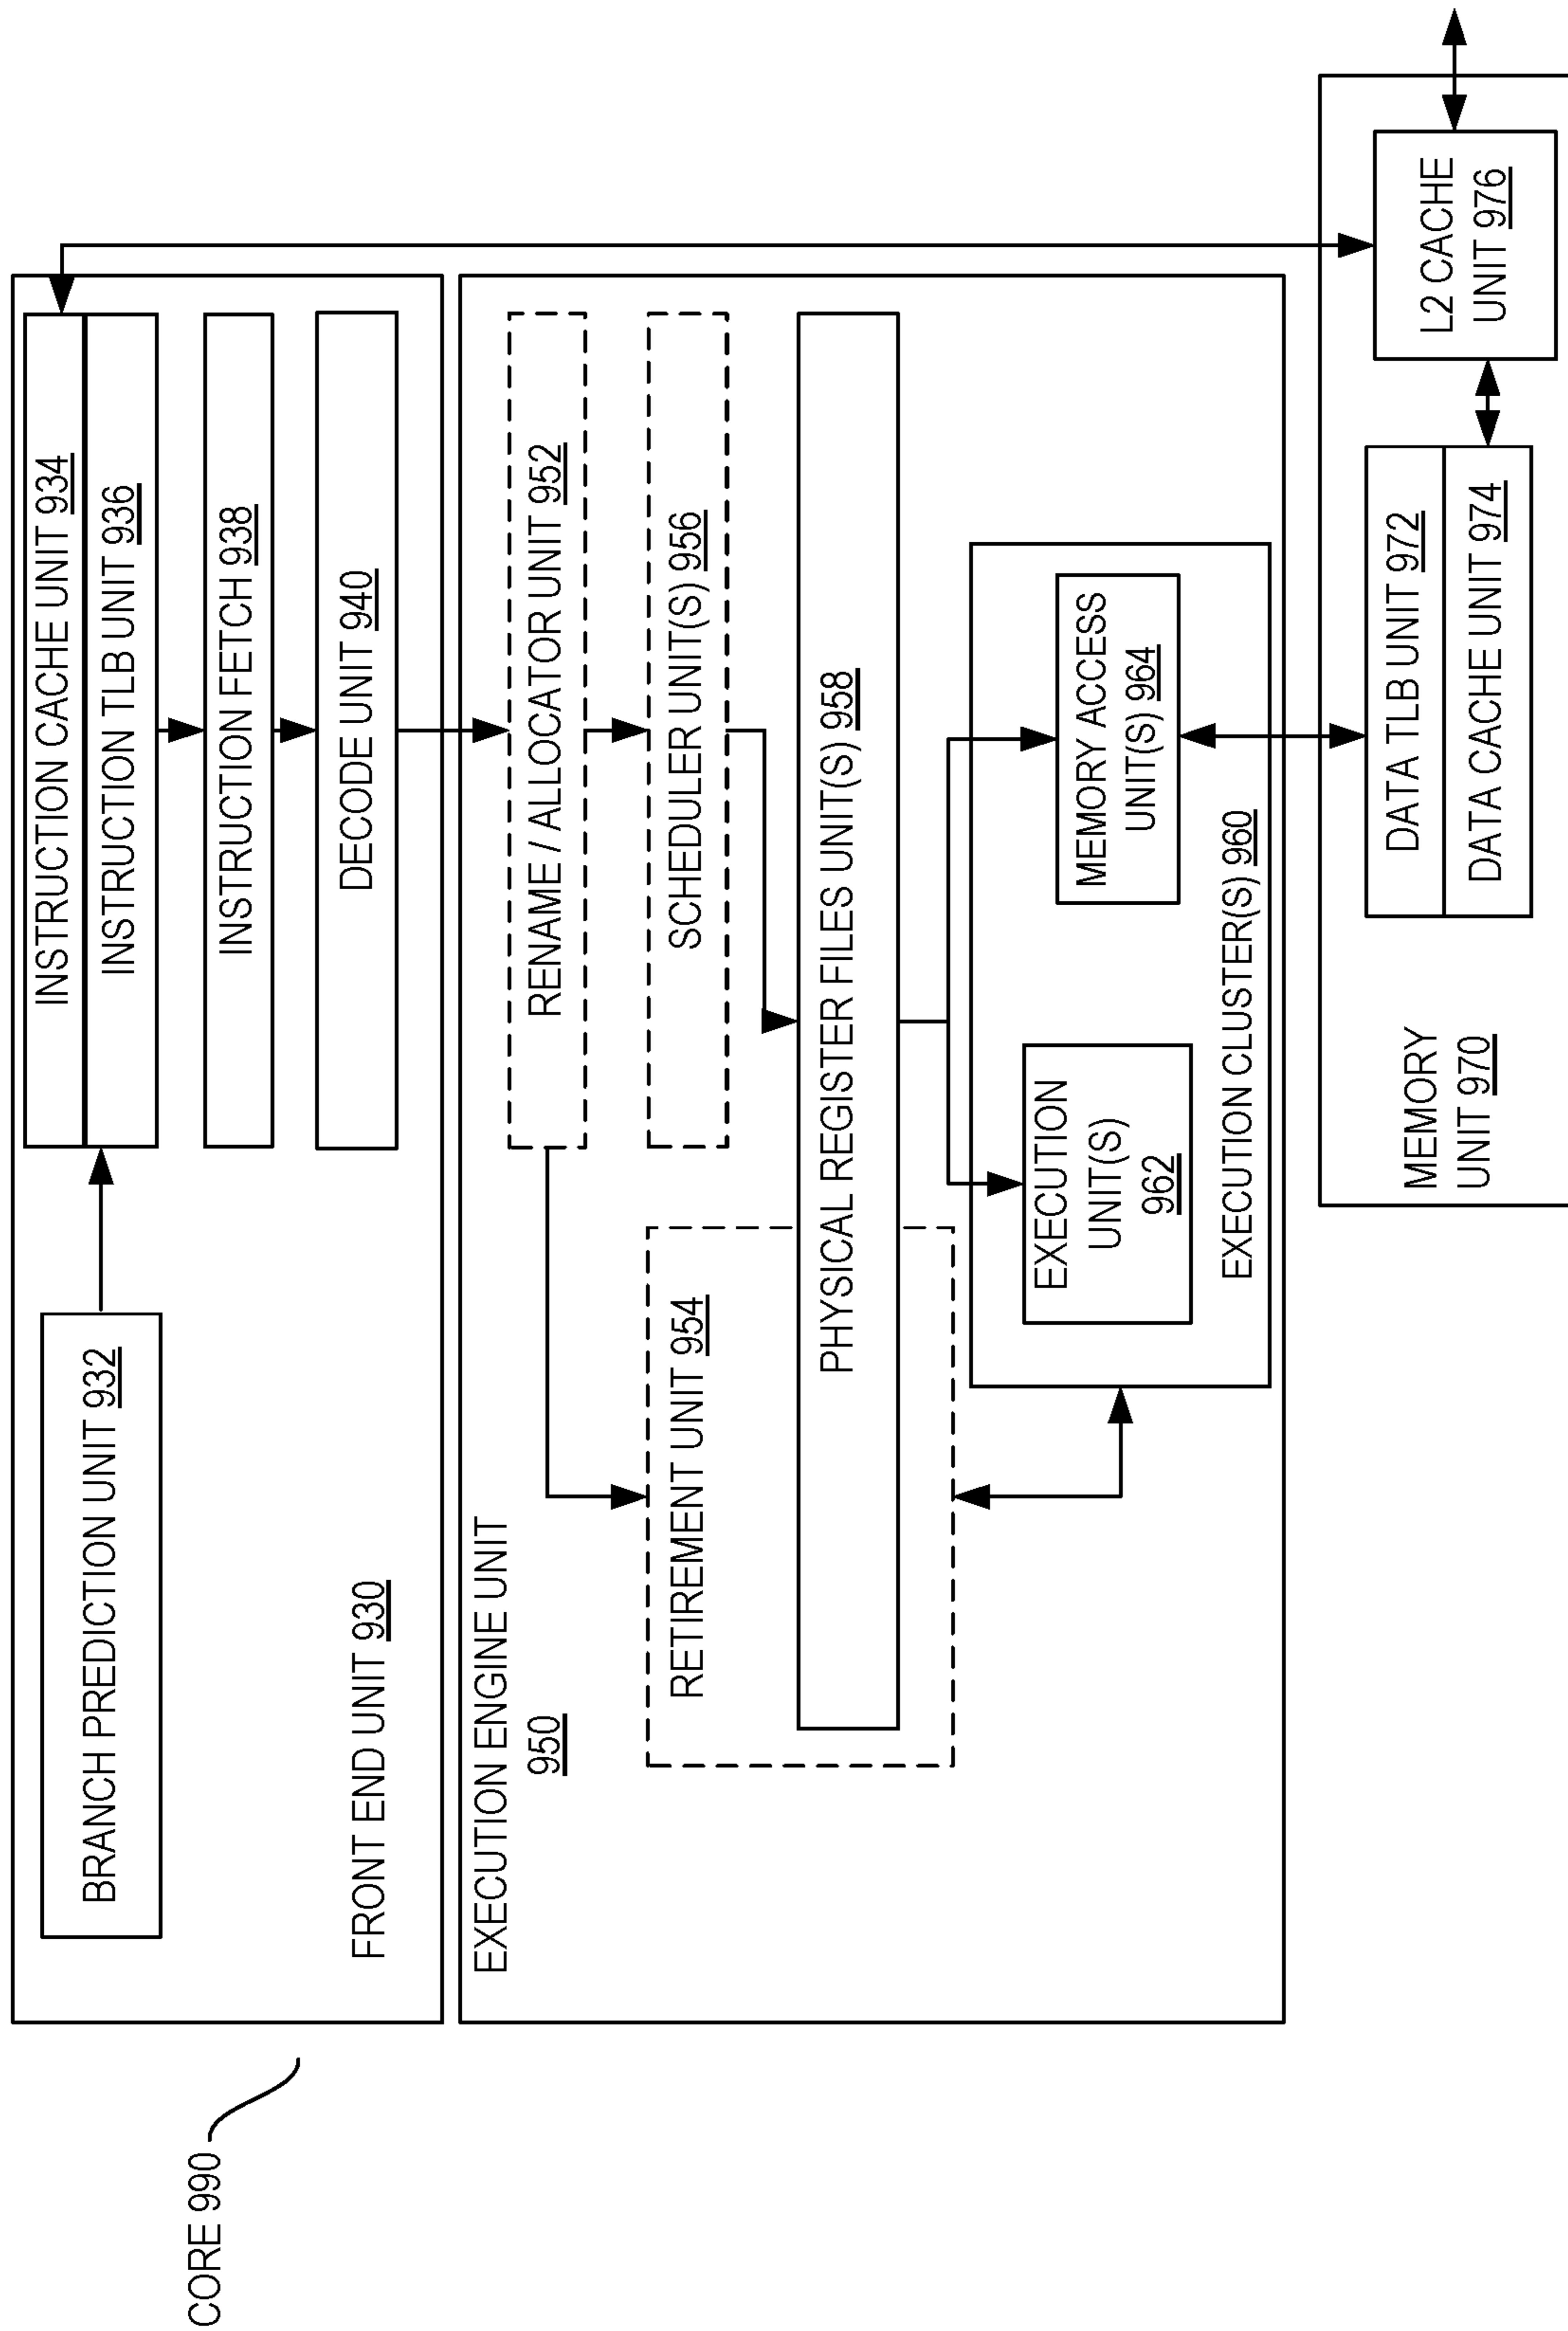 CORE 990
FRONT END UNIT 930
BRANCH PREDICTION UNIT 932
INSTRUCTION CACHE UNIT 934
INSTRUCTION TLB UNIT 936
INSTRUCTION FETCH 938
DECODE UNIT 940
EXECUTION ENGINE UNIT
950
RENAME / ALLOCATOR UNIT 952
RETIREMENT UNIT 954
SCHEDULER UNIT(S) 956
PHYSICAL REGISTER FILES UNIT(S) 958
EXECUTION
UNIT(S)
962
MEMORY ACCESS
UNIT(S) 964
EXECUTION CLUSTER(S) 960
MEMORY
UNIT 970
DATA TLB UNIT 972
DATA CACHE UNIT 974
L2 CACHE
UNIT 976